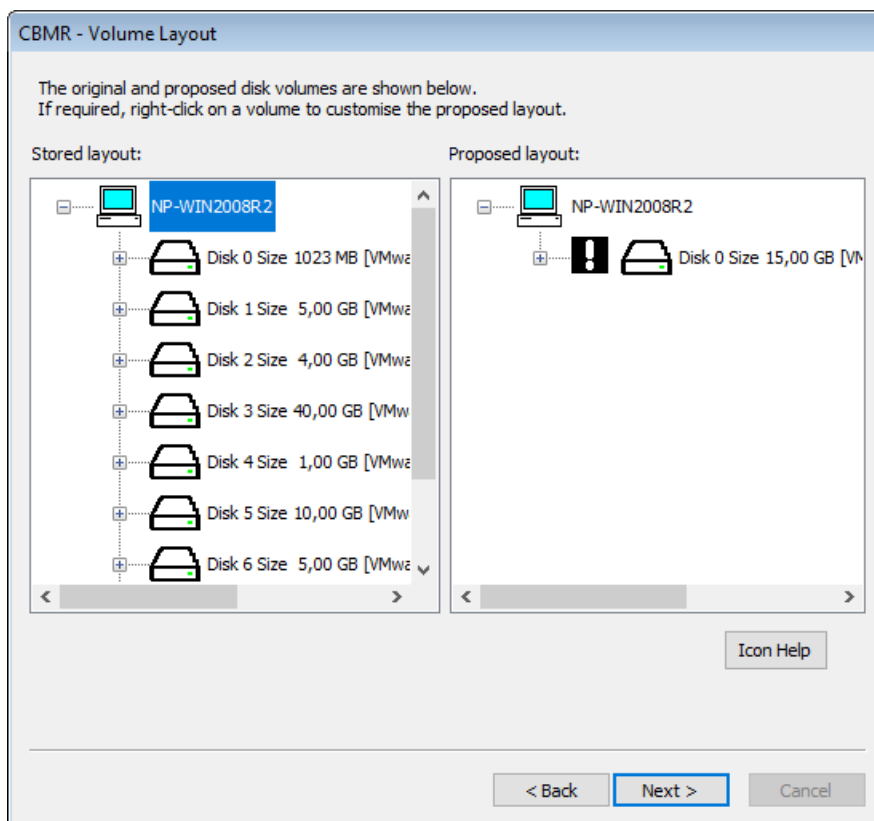 CBMR - Volume Layout
The original and proposed disk volumes are shown below.
If required, right-click on a volume to customise the proposed layout.
Stored layout:
Proposed layout:
NP-WIN2008R2
Disk 0 Size 1023 MB [VMwa
Disk 1 Size 5,00 GB [VMwa
Disk 2 Size 4,00 GB [VMwa
Disk 3 Size 40,00 GB [VMw
Disk 4 Size 1,00 GB [VMwa
Disk 5 Size 10,00 GB [VMw
Disk 6 Size 5,00 GB [VMwa
NP-WIN2008R2
Disk 0 Size 15,00 GB [VM
Icon Help
< Back
Next >
Cancel